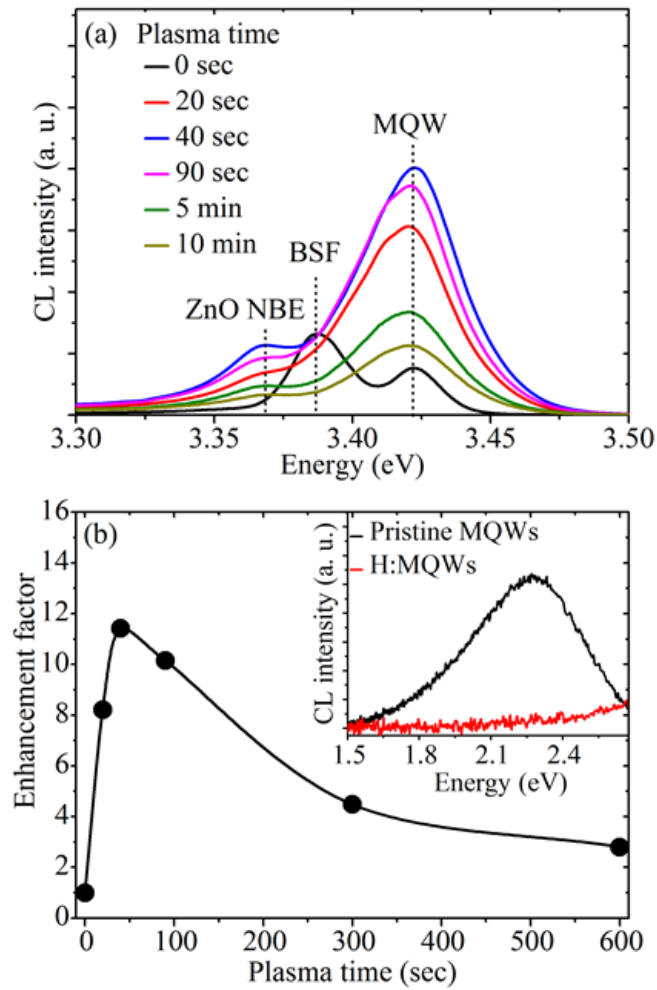 (a) Plasma time
0 sec
20 sec
40 sec
90 sec
5 min
10 min
MQW
BSF
ZnO NBE
CL intensity (a. u.)
3.30 3.35 3.40 3.45 3.50
Energy (eV)
(b)
16
14
12
10
8
6
4
2
0
Enhancement factor
0 100 200 300 400 500 600
Plasma time (sec)
Pristine MQWs
H:MQWs
CL intensity (a. u.)
1.5 1.8 2.1 2.4
Energy (eV)